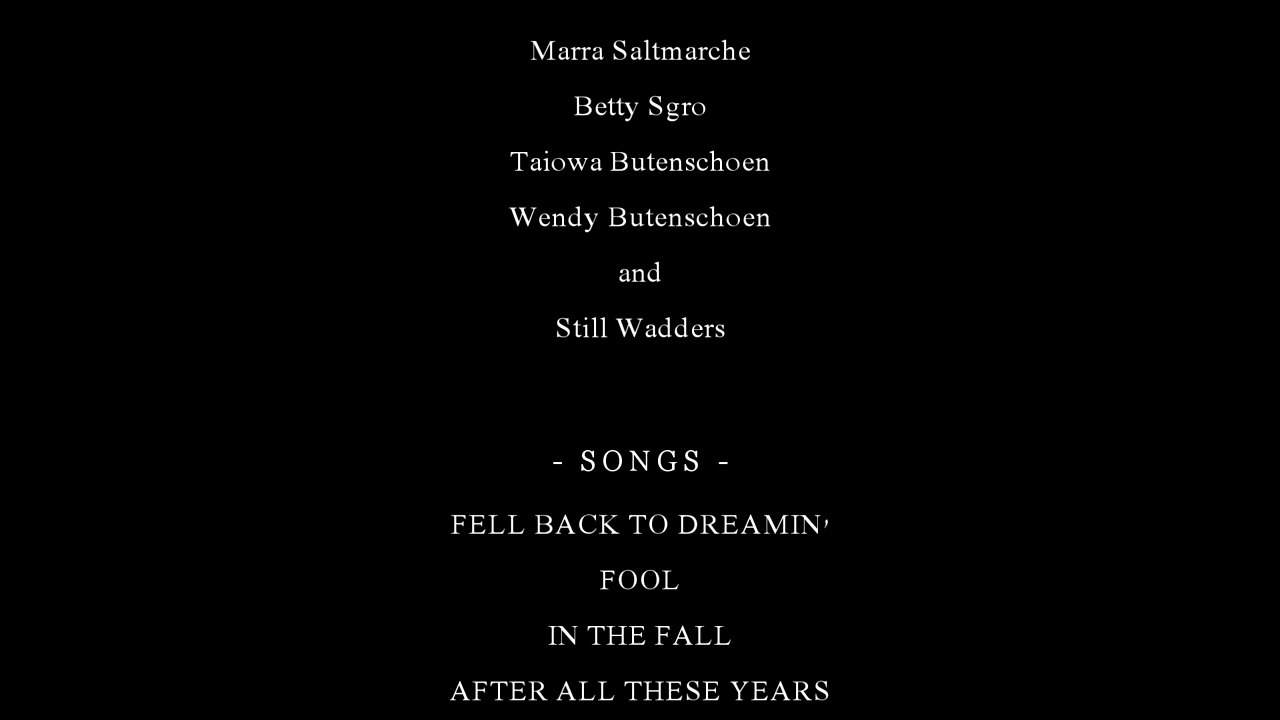 Marra Saltmarche
Betty Sgro
Taiowa Butenschoen
Wendy Butenschoen
and
Still Wadders
- SONGS -
FELL BACK TO DREAMIN'
FOOL
IN THE FALL
AFTER ALL THESE YEARS